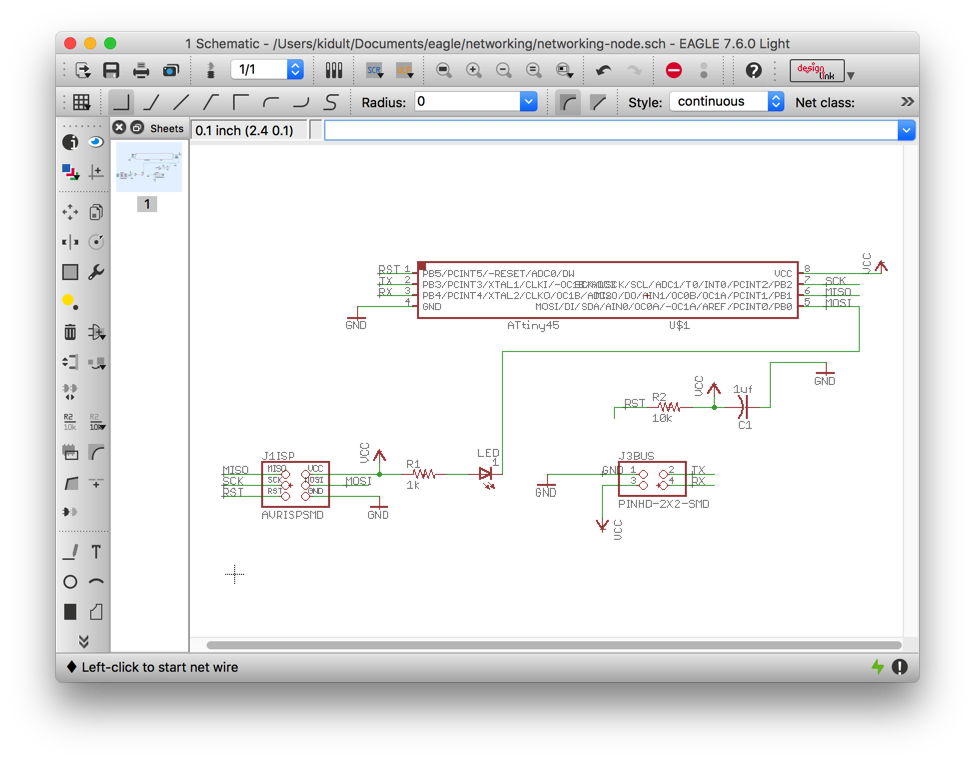 1 Schematic - /Users/kidult/Documents/eagle/networking/networking-node.sch - EAGLE 7.6.0 Light
1/1
SCR
design link
Radius: 0
Style: continuous
Net class:
Sheets
0.1 inch (2.4 0.1)
1
R2 R2
10k 10k
RST 1
TX 2
RX 3
4
GND
PB5/PCINT5/-RESET/ADC0/DW
PB3/PCINT3/XTAL1/CLKI/-OC1B/ADC3
PB4/PCINT4/XTAL2/CLKO/OC1B/ADC2
GND
VCC
SCK/SCL/ADC1/T0/INT0/PCINT2/PB2
MISO/DO/AIN1/OC0B/OC1A/PCINT1/PB1
MOSI/DI/SDA/AIN0/OC0A/-OC1A/AREF/PCINT0/PB0
8
7 SCK
6 MISO
5 MOSI
VCC
ATtiny45
U$1
RST
R2
10k
VCC
1uf
C1
GND
J1ISP
MISO
SCK
RST
MISO
SCK
RST
VCC
MOSI
GND
MOSI
AVRISPSMD
VCC
GND
R1
1k
LED
1
J3BUS
GND
1 2
3 4
TX
RX
PINHD-2X2-SMD
GND
VCC
Left-click to start net wire